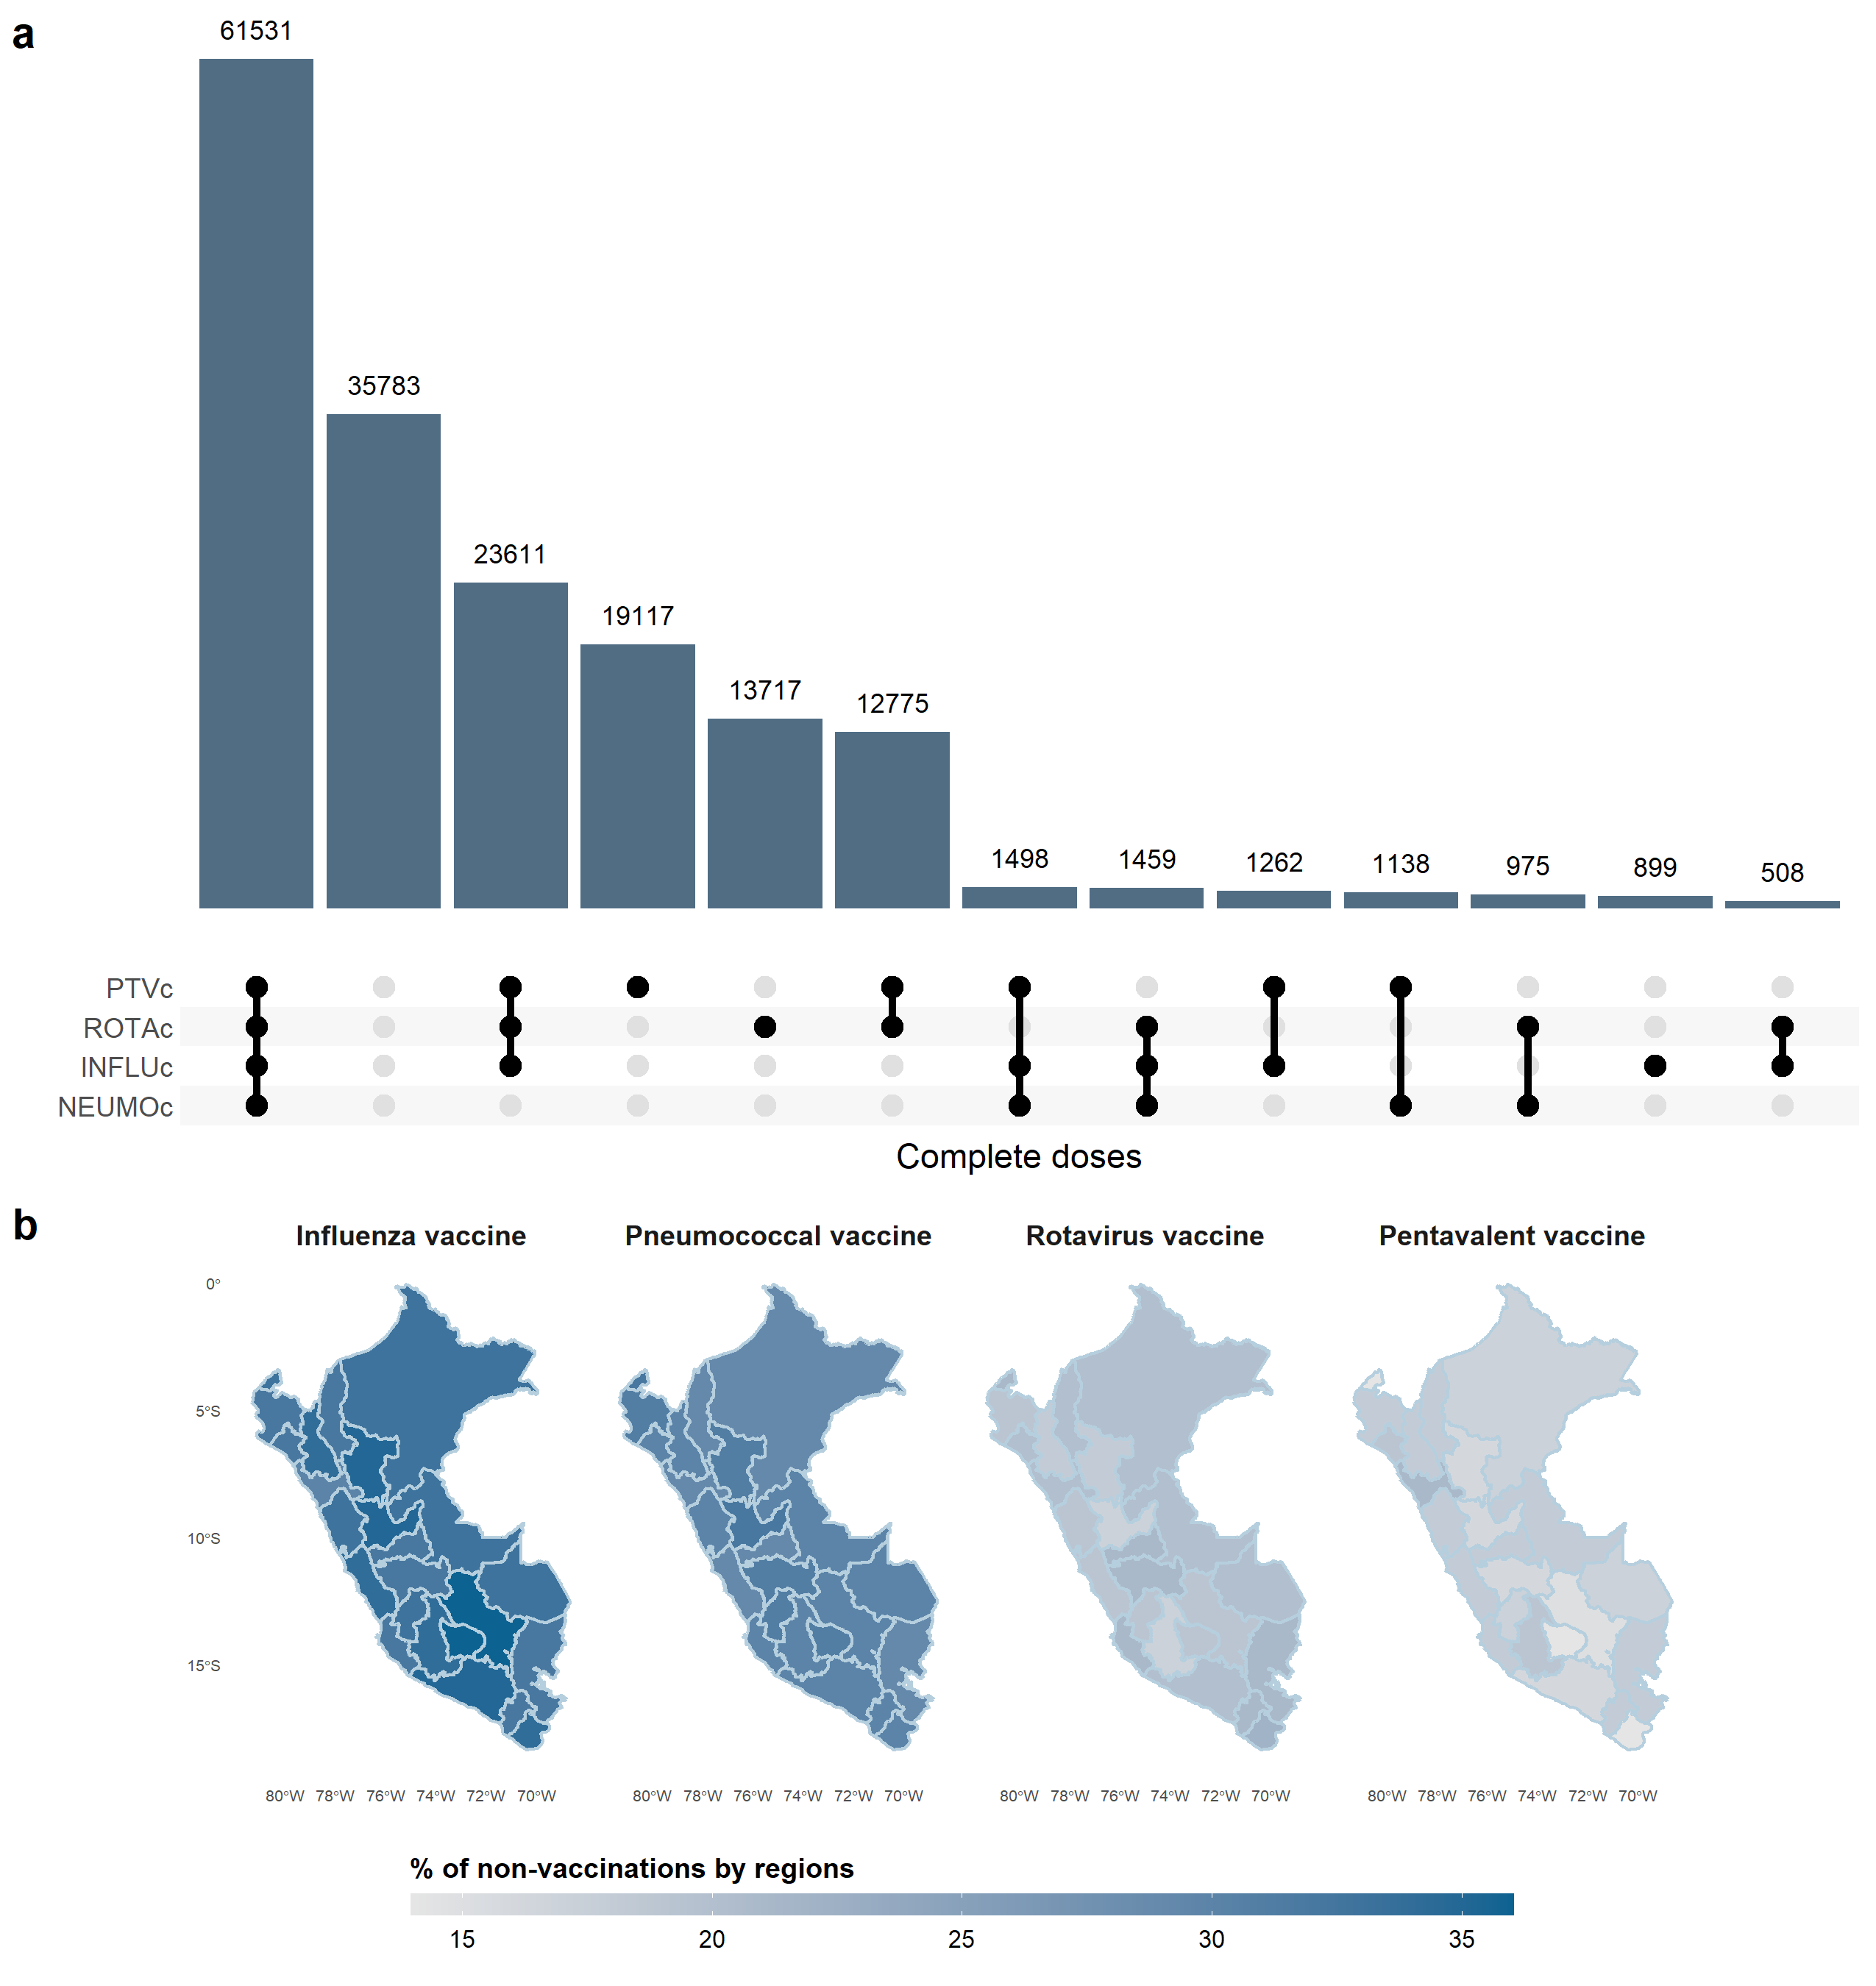 a
61531
35783
23611
19117
13717
12775
1498
1459
1262
1138
975
899
508
PTVc
ROTAc
INFLUc
NEUMOc
Complete doses
b
Influenza vaccine
Pneumococcal vaccine
Rotavirus vaccine
Pentavalent vaccine
0°
5°S
10°S
15°S
80°W 78°W 76°W 74°W 72°W 70°W
80°W 78°W 76°W 74°W 72°W 70°W
80°W 78°W 76°W 74°W 72°W 70°W
80°W 78°W 76°W 74°W 72°W 70°W
% of non-vaccinations by regions
15 20 25 30 35